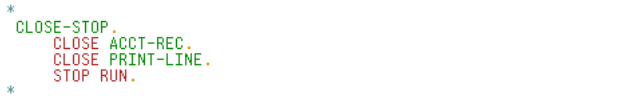 *
CLOSE-STOP.
CLOSE ACCT-REC.
CLOSE PRINT-LINE.
STOP RUN.
*